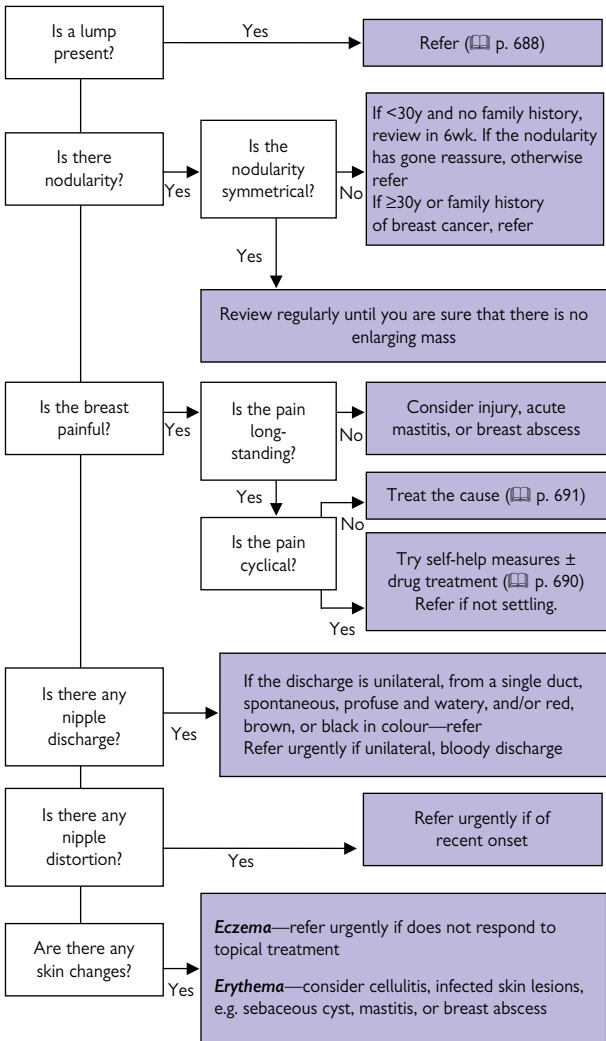 Is a lump
present?
Yes
Refer (📖 p. 688)
Is there
nodularity?
Yes
Is the
nodularity
symmetrical?
No
If <30y and no family history,
review in 6wk. If the nodularity
has gone reassure, otherwise
refer
If ≥30y or family history
of breast cancer, refer
Yes
Review regularly until you are sure that there is no
enlarging mass
Is the breast
painful?
Yes
Is the pain
long-
standing?
No
Consider injury, acute
mastitis, or breast abscess
Yes
Is the pain
cyclical?
No
Treat the cause (📖 p. 691)
Yes
Try self-help measures ±
drug treatment (📖 p. 690)
Refer if not settling.
Is there any
nipple
discharge?
Yes
If the discharge is unilateral, from a single duct,
spontaneous, profuse and watery, and/or red,
brown, or black in colour—refer
Refer urgently if unilateral, bloody discharge
Is there any
nipple
distortion?
Yes
Refer urgently if of
recent onset
Are there any
skin changes?
Yes
Eczema—refer urgently if does not respond to
topical treatment
Erythema—consider cellulitis, infected skin lesions,
e.g. sebaceous cyst, mastitis, or breast abscess